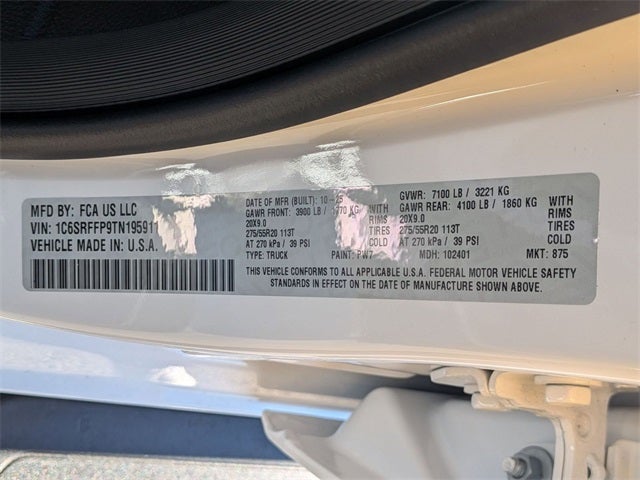 MFD BY: FCA US LLC
VIN: 1C6SRFFP9TN19591
VEHICLE MADE IN: U.S.A.
DATE OF MFR (BUILT): 10-25
GAWR FRONT: 3900 LB / 1770 KG WITH
20X9.0 RIMS
275/55R20 113T TIRES
AT 270 kPa / 39 PSI COLD
TYPE: TRUCK PAINT: PW7
GVWR: 7100 LB / 3221 KG
GAWR REAR: 4100 LB / 1860 KG WITH
20X9.0 RIMS
275/55R20 113T TIRES
AT 270 kPa / 39 PSI COLD
MDH: 102401 MKT: 875
THIS VEHICLE CONFORMS TO ALL APPLICABLE U.S.A. FEDERAL MOTOR VEHICLE SAFETY
STANDARDS IN EFFECT ON THE DATE OF MANUFACTURE SHOWN ABOVE.